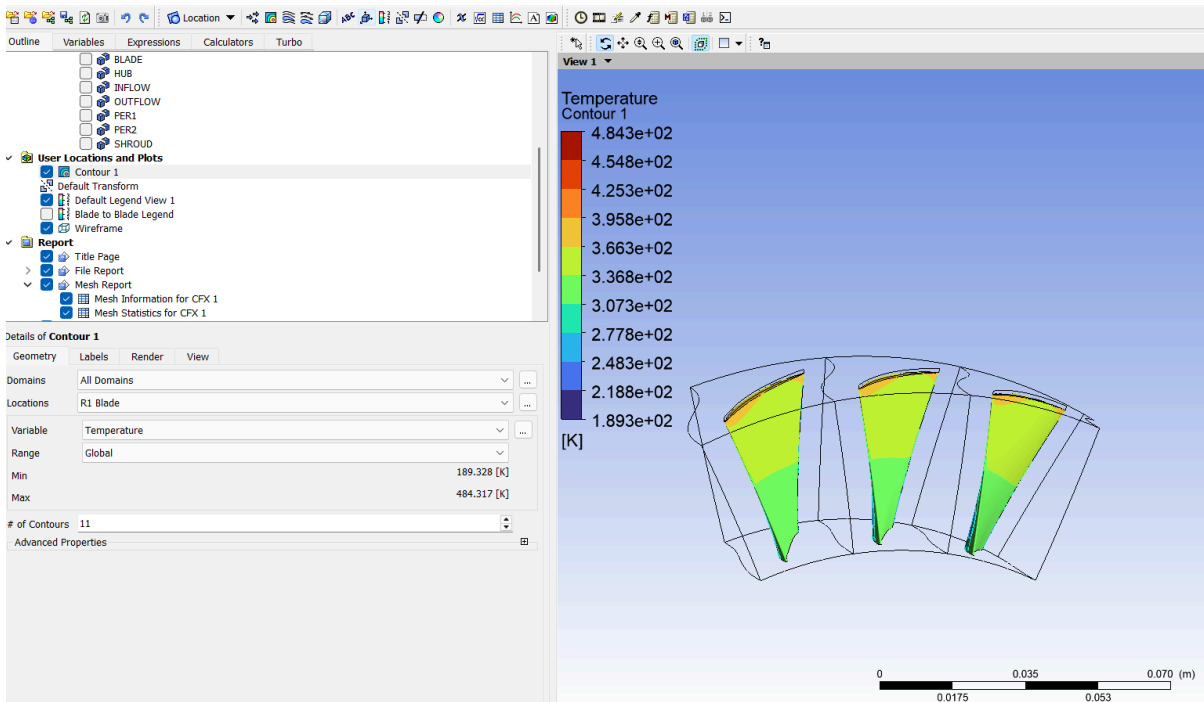 Location
Outline Variables Expressions Calculators Turbo
BLADE
HUB
INFLOW
OUTFLOW
PER1
PER2
SHROUD
User Locations and Plots
Contour 1
Default Transform
Default Legend View 1
Blade to Blade Legend
Wireframe
Report
Title Page
File Report
Mesh Report
Mesh Information for CFX 1
Mesh Statistics for CFX 1
Details of Contour 1
Geometry Labels Render View
Domains All Domains ...
Locations R1 Blade ...
Variable Temperature ...
Range Global
Min 189.328 [K]
Max 484.317 [K]
# of Contours 11
Advanced Properties
View 1
Temperature
Contour 1
4.843e+02
4.548e+02
4.253e+02
3.958e+02
3.663e+02
3.368e+02
3.073e+02
2.778e+02
2.483e+02
2.188e+02
1.893e+02
[K]
0 0.035 0.070 (m)
0.0175 0.053